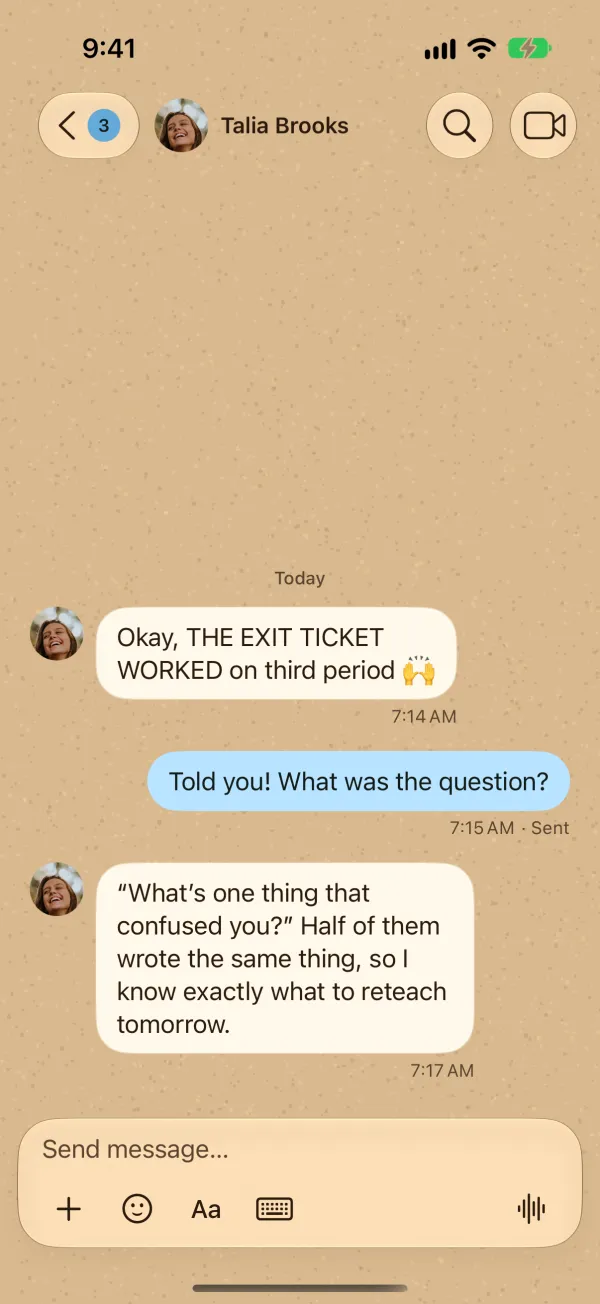 9:41
3
Talia Brooks
Today
Okay, THE EXIT TICKET
WORKED on third period 🙌
7:14 AM
Told you! What was the question?
7:15 AM · Sent
“What’s one thing that
confused you?” Half of them
wrote the same thing, so I
know exactly what to reteach
tomorrow.
7:17 AM
Send message...
Aa